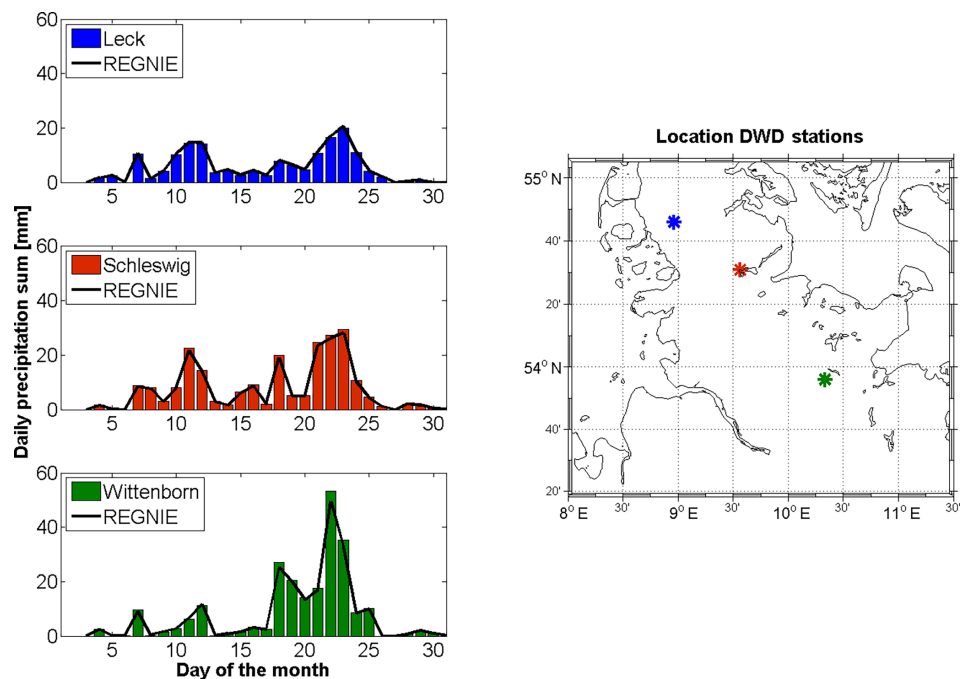 60
40
20
0
Leck
REGNIE
5 10 15 20 25 30
60
40
20
0
Schleswig
REGNIE
5 10 15 20 25 30
60
40
20
0
Wittenborn
REGNIE
5 10 15 20 25 30
Daily precipitation sum [mm]
Day of the month
Location DWD stations
55° N
40'
20'
54° N
40'
20'
8° E 30' 9° E 30' 10° E 30' 11° E 30'